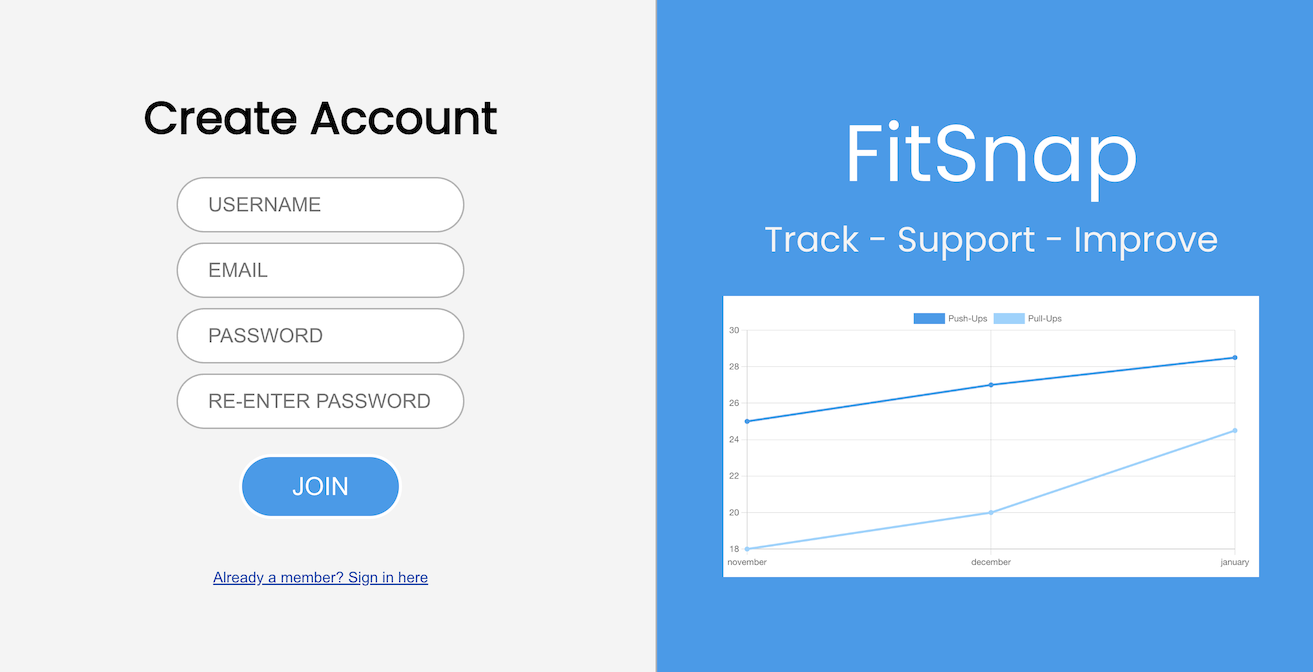 Create Account
USERNAME
EMAIL
PASSWORD
RE-ENTER PASSWORD
JOIN
Already a member? Sign in here
FitSnap
Track - Support - Improve
Push-Ups Pull-Ups
30
28
26
24
22
20
18
november december january